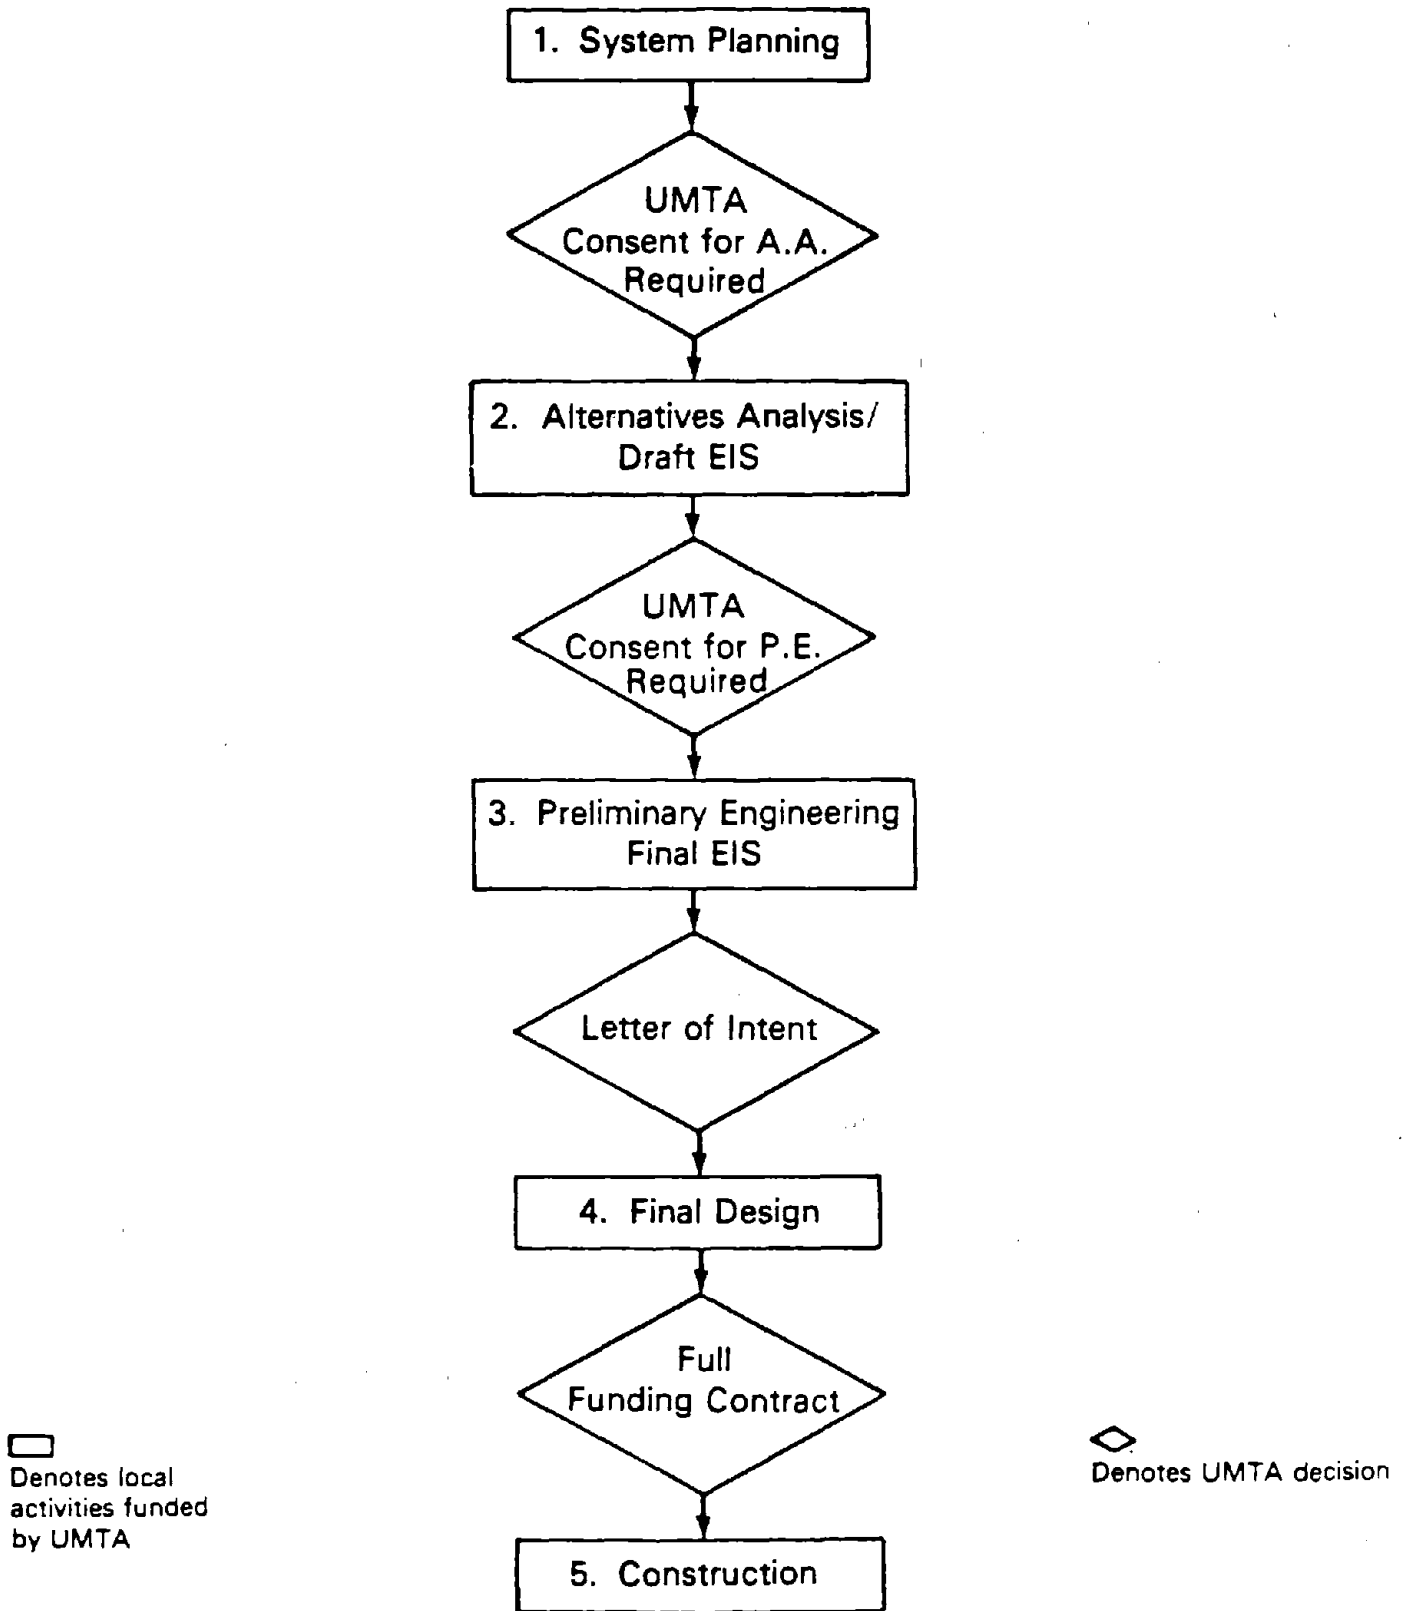 1. System Planning
UMTA
Consent for A.A.
Required
2. Alternatives Analysis/
Draft EIS
UMTA
Consent for P.E.
Required
3. Preliminary Engineering
Final EIS
Letter of Intent
4. Final Design
Full
Funding Contract
5. Construction
Denotes local
activities funded
by UMTA
Denotes UMTA decision